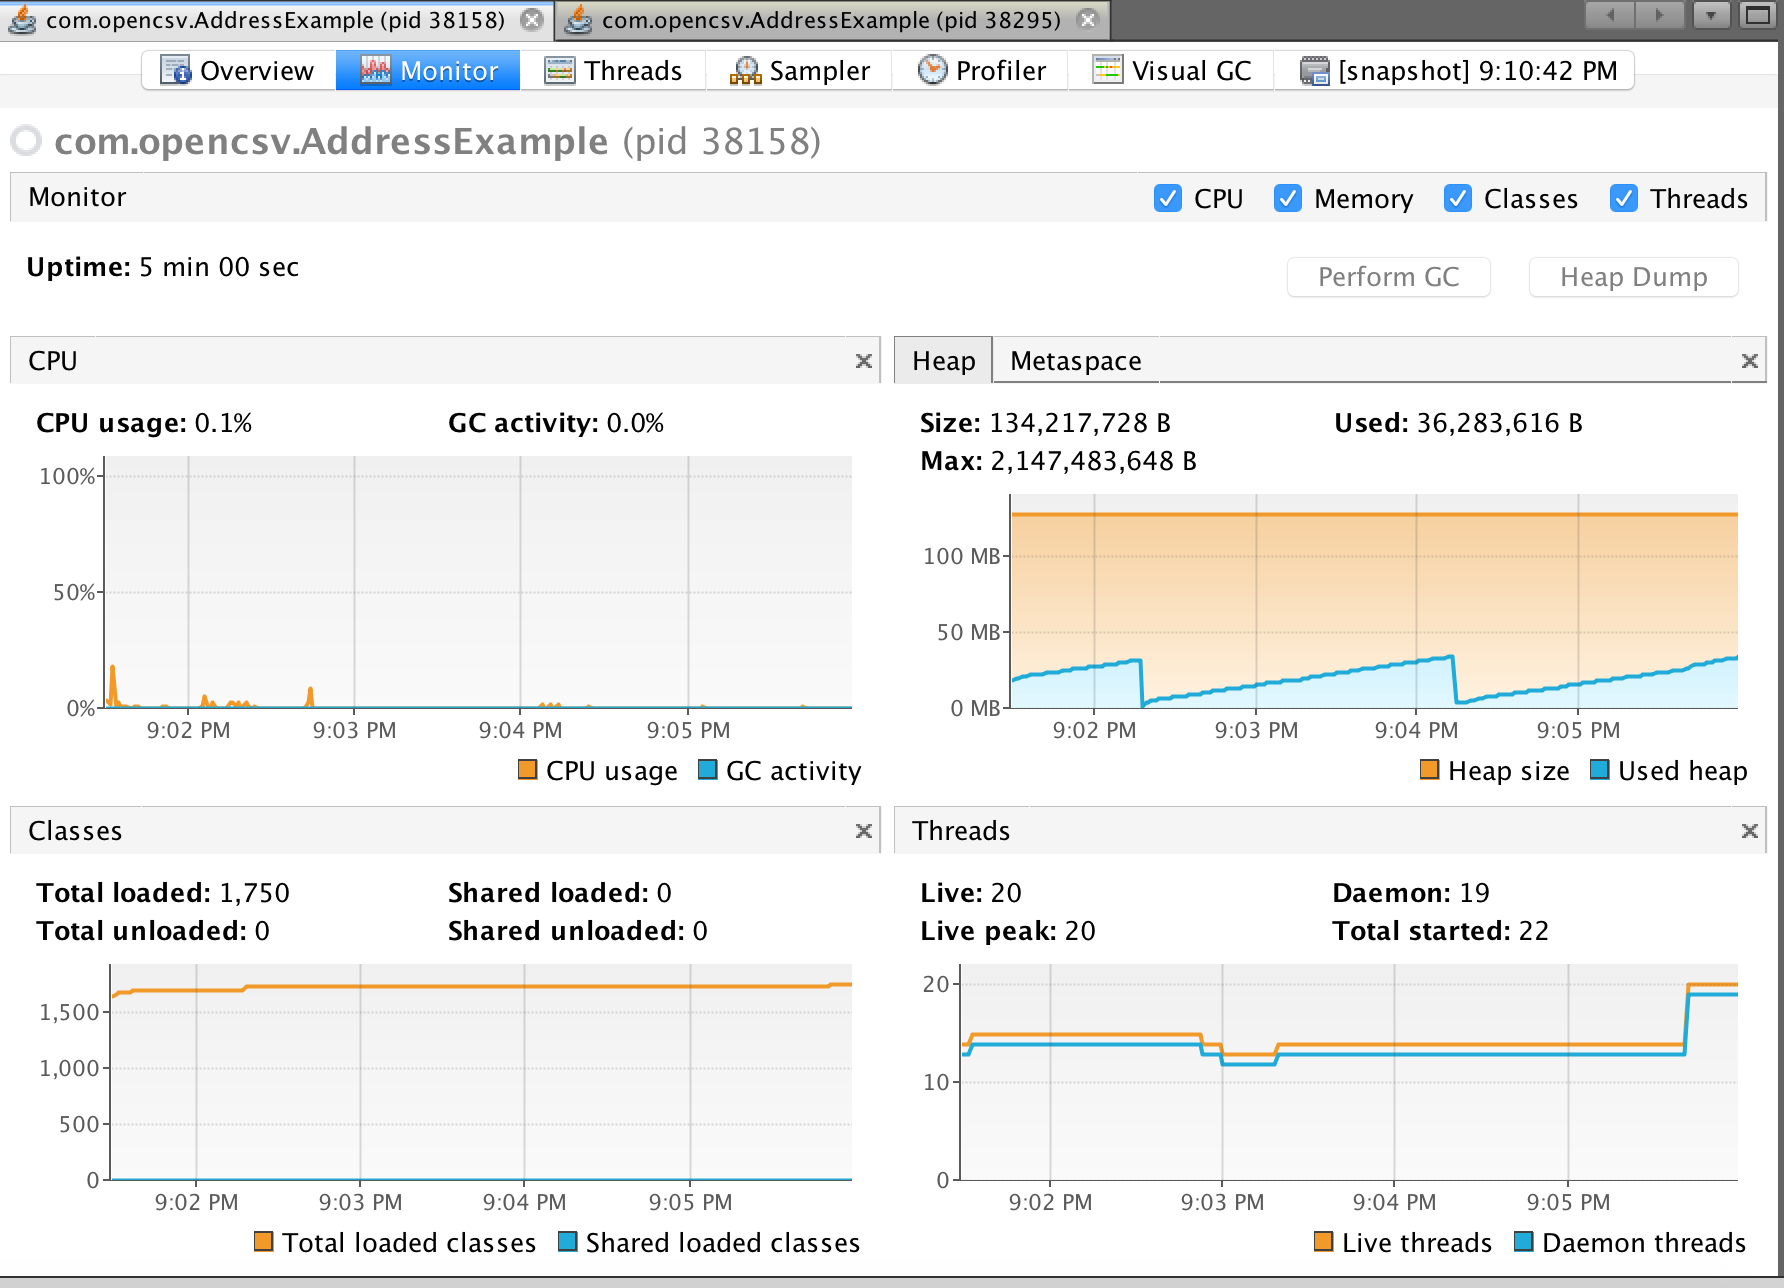 com.opencsv.AddressExample (pid 38158) com.opencsv.AddressExample (pid 38295)
Overview Monitor Threads Sampler Profiler Visual GC [snapshot] 9:10:42 PM
com.opencsv.AddressExample (pid 38158)
Monitor CPU Memory Classes Threads
Uptime: 5 min 00 sec
Perform GC Heap Dump
CPU
CPU usage: 0.1% GC activity: 0.0%
100%
50%
0%
9:02 PM 9:03 PM 9:04 PM 9:05 PM
CPU usage GC activity
Heap Metaspace
Size: 134,217,728 B Used: 36,283,616 B
Max: 2,147,483,648 B
100 MB
50 MB
0 MB
9:02 PM 9:03 PM 9:04 PM 9:05 PM
Heap size Used heap
Classes
Total loaded: 1,750 Shared loaded: 0
Total unloaded: 0 Shared unloaded: 0
1,500
1,000
500
0
9:02 PM 9:03 PM 9:04 PM 9:05 PM
Total loaded classes Shared loaded classes
Threads
Live: 20 Daemon: 19
Live peak: 20 Total started: 22
20
10
0
9:02 PM 9:03 PM 9:04 PM 9:05 PM
Live threads Daemon threads